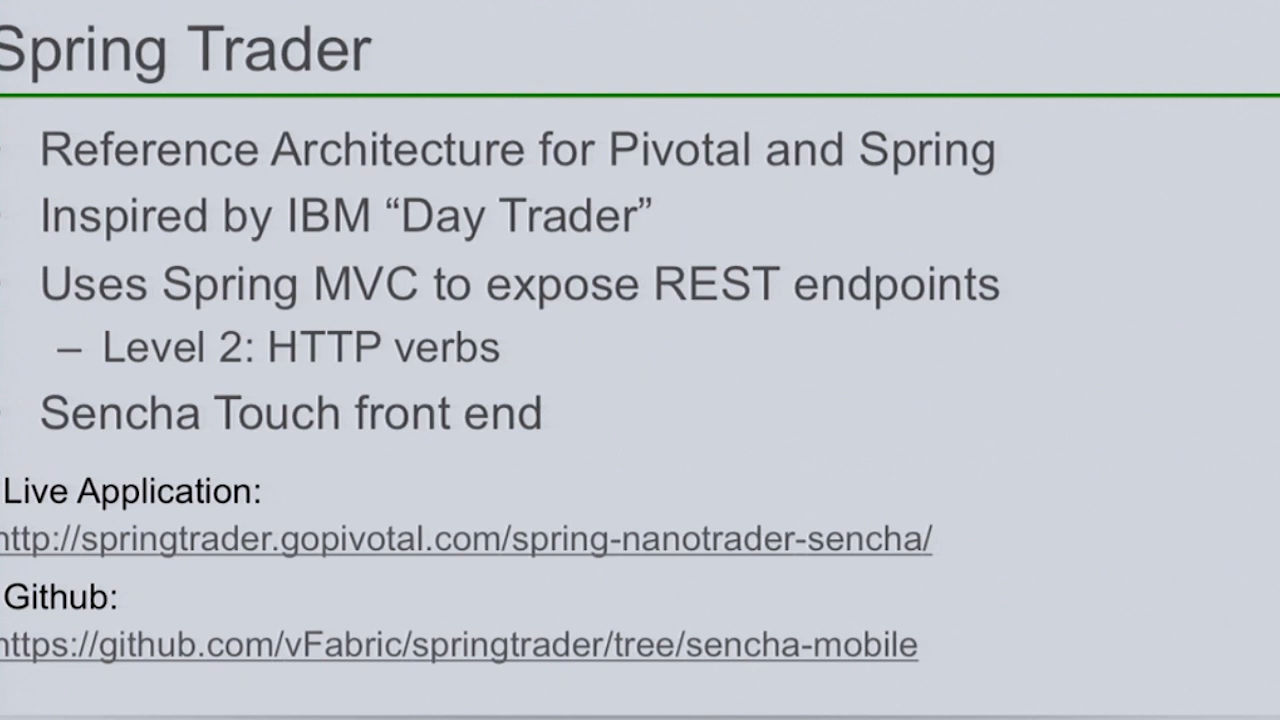 Spring Trader
Reference Architecture for Pivotal and Spring
Inspired by IBM “Day Trader”
Uses Spring MVC to expose REST endpoints
– Level 2: HTTP verbs
Sencha Touch front end
Live Application:
http://springtrader.gopivotal.com/spring-nanotrader-sencha/
Github:
https://github.com/vFabric/springtrader/tree/sencha-mobile